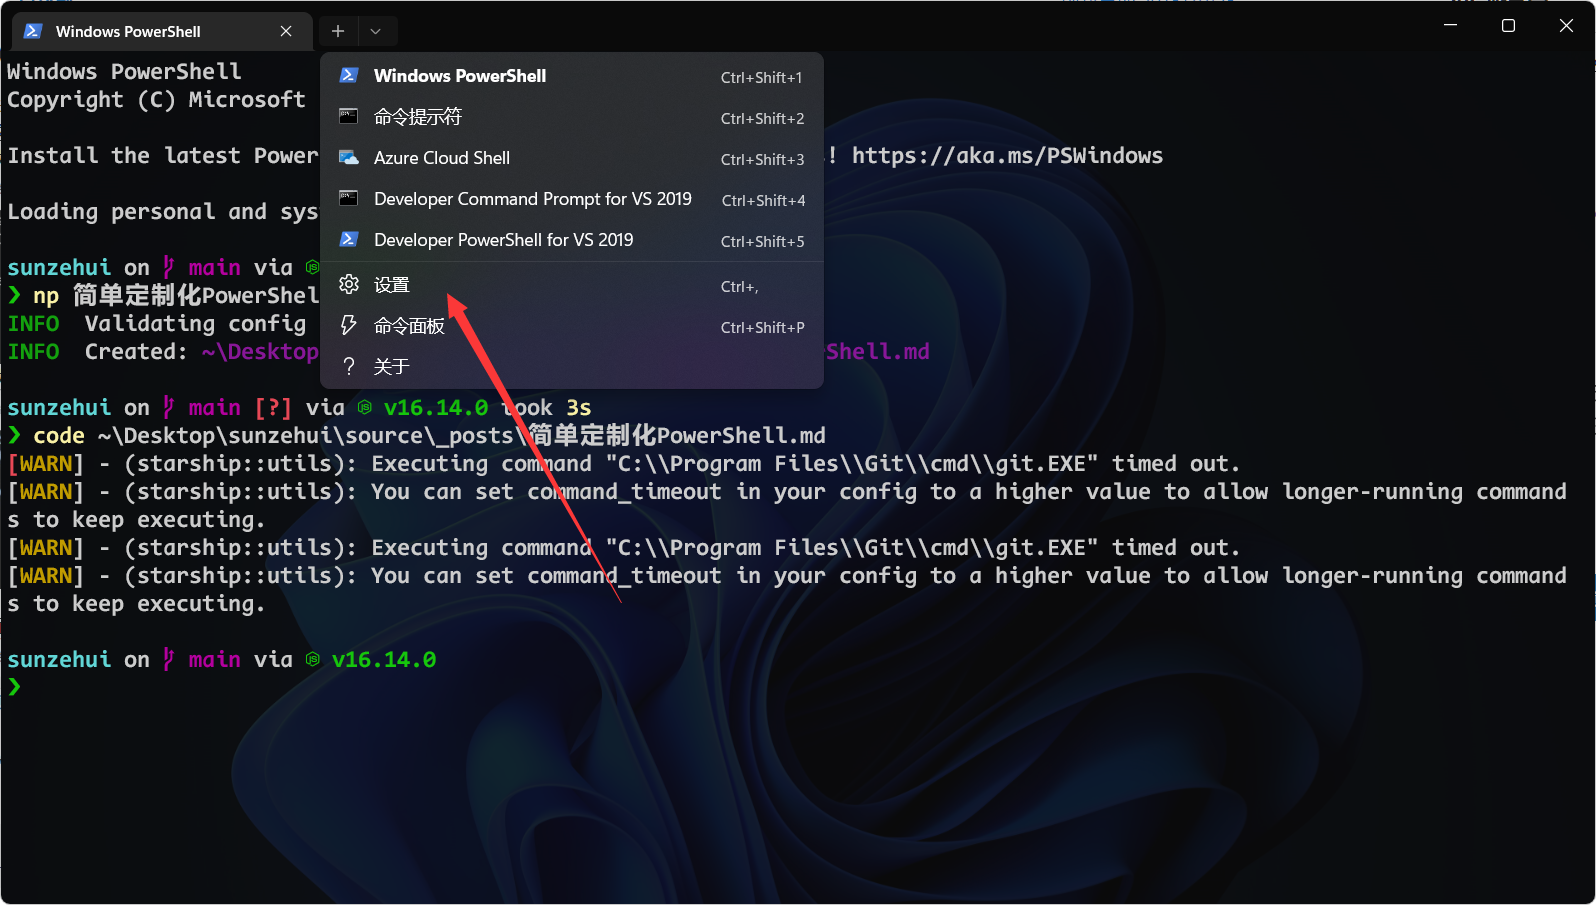 Windows PowerShell
Windows PowerShell
Copyright (C) Microsoft
Install the latest Power ! https://aka.ms/PSWindows
Loading personal and sys
sunzehui on main via
❯ np 简单定制化PowerShel
INFO Validating config
INFO Created: ~\Desktop Shell.md
Windows PowerShell Ctrl+Shift+1
命令提示符 Ctrl+Shift+2
Azure Cloud Shell Ctrl+Shift+3
Developer Command Prompt for VS 2019 Ctrl+Shift+4
Developer PowerShell for VS 2019 Ctrl+Shift+5
设置 Ctrl+,
命令面板 Ctrl+Shift+P
? 关于
sunzehui on main [?] via v16.14.0 took 3s
❯ code ~\Desktop\sunzehui\source\_posts\简单定制化PowerShell.md
[WARN] - (starship::utils): Executing command "C:\\Program Files\\Git\\cmd\\git.EXE" timed out.
[WARN] - (starship::utils): You can set command_timeout in your config to a higher value to allow longer-running command
s to keep executing.
[WARN] - (starship::utils): Executing command "C:\\Program Files\\Git\\cmd\\git.EXE" timed out.
[WARN] - (starship::utils): You can set command_timeout in your config to a higher value to allow longer-running command
s to keep executing.
sunzehui on main via v16.14.0
❯